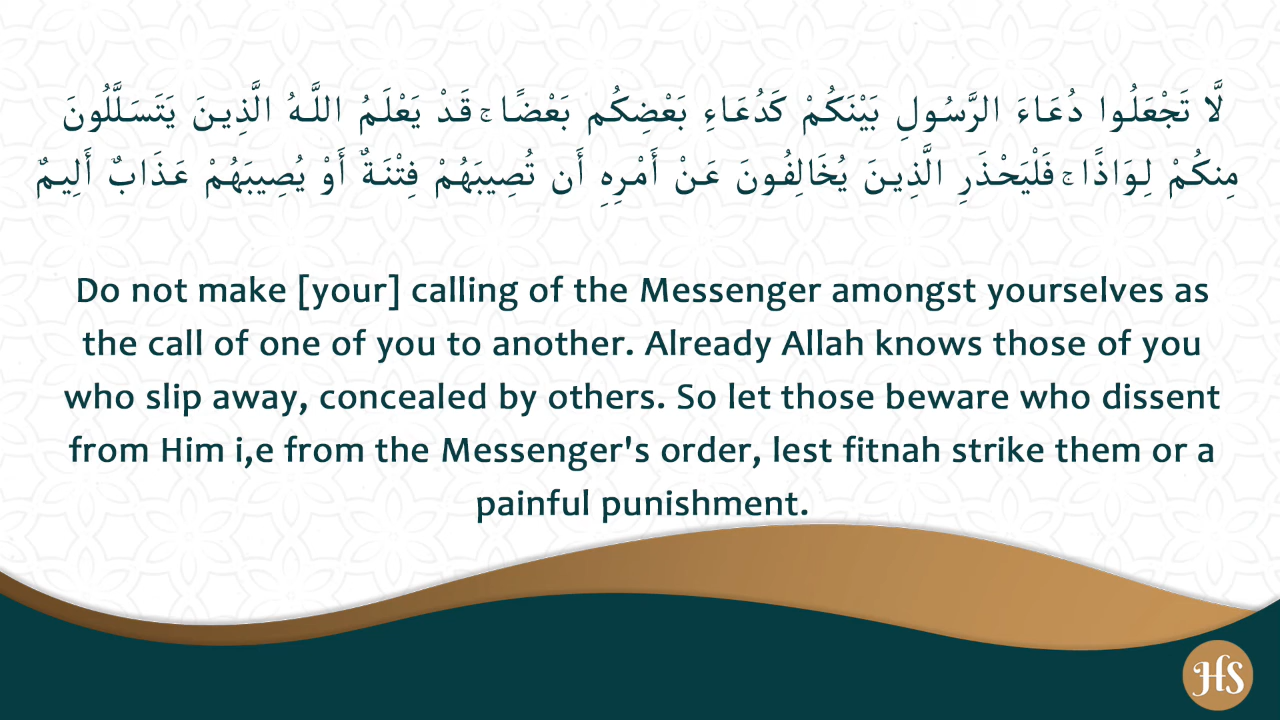 لَّا تَجْعَلُوا دُعَاءَ الرَّسُولِ بَيْنَكُمْ كَدُعَاءِ بَعْضِكُم بَعْضًا ۚ قَدْ يَعْلَمُ اللَّهُ الَّذِينَ يَتَسَلَّلُونَ
مِنكُمْ لِوَاذًا ۚ فَلْيَحْذَرِ الَّذِينَ يُخَالِفُونَ عَنْ أَمْرِهِ أَن تُصِيبَهُمْ فِتْنَةٌ أَوْ يُصِيبَهُمْ عَذَابٌ أَلِيمٌ
Do not make [your] calling of the Messenger amongst yourselves as
the call of one of you to another. Already Allah knows those of you
who slip away, concealed by others. So let those beware who dissent
from Him i,e from the Messenger's order, lest fitnah strike them or a
painful punishment.
HS